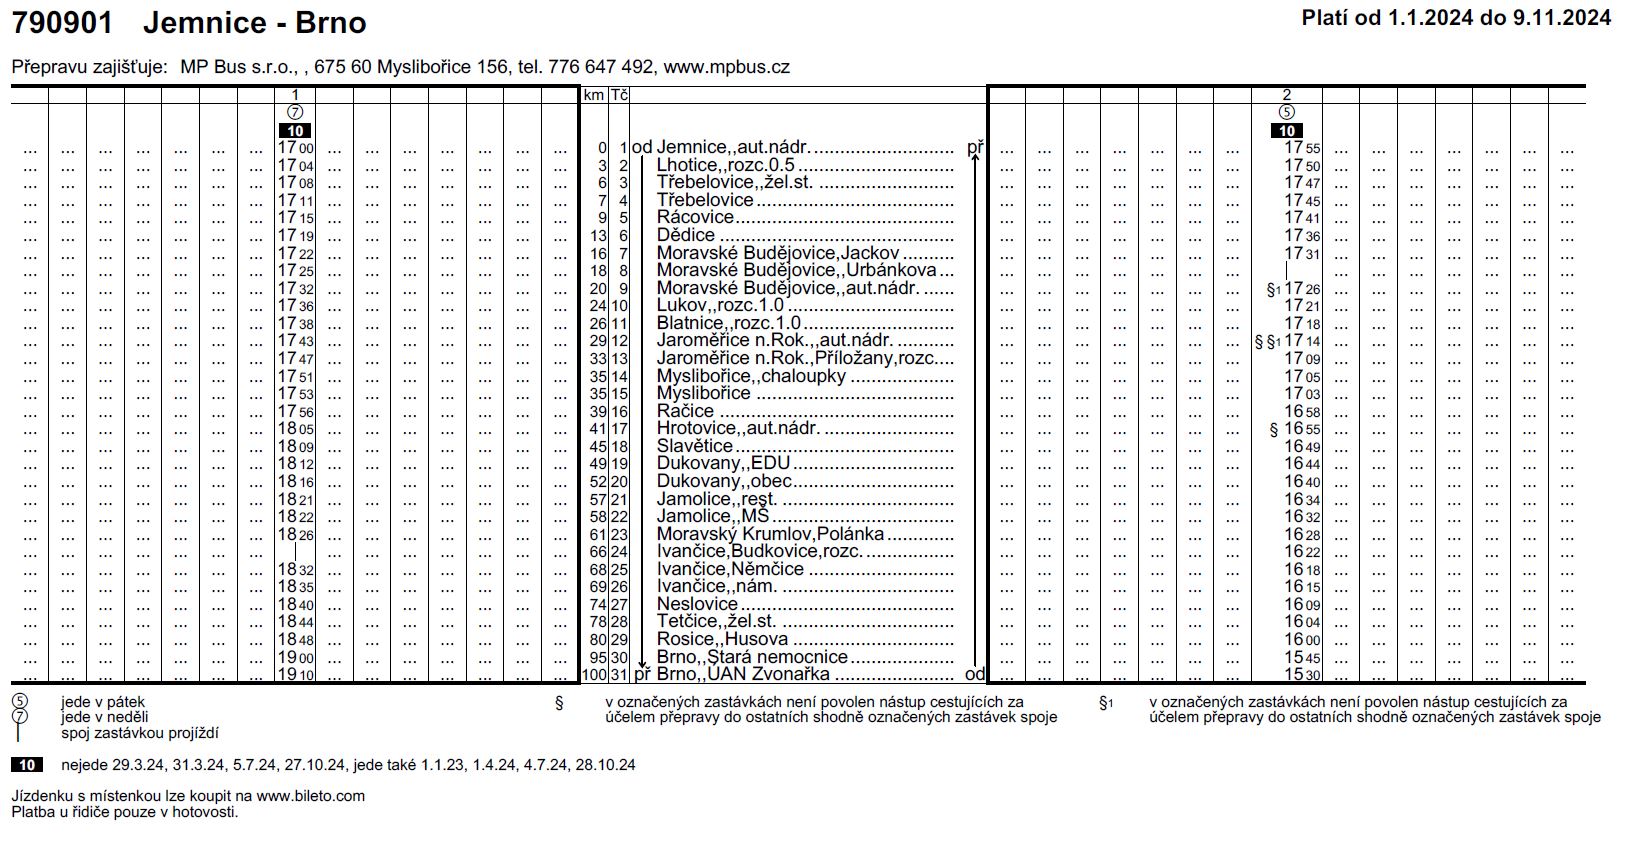 790901 Jemnice - Brno Platí od 1.1.2024 do 9.11.2024
Přepravu zajišťuje: MP Bus s.r.o., , 675 60 Myslibořice 156, tel. 776 647 492, www.mpbus.cz
1 km Tč 2
⑦ ⑤
10 10
... ... ... ... ... ... ... 17 00 ... ... ... ... ... ... ... 0 1 od Jemnice,,aut.nádr. př ... ... ... ... ... ... ... 17 55 ... ... ... ... ... ... ...
... ... ... ... ... ... ... 17 04 ... ... ... ... ... ... ... 3 2 Lhotice,,rozc.0.5 ... ... ... ... ... ... ... 17 50 ... ... ... ... ... ... ...
... ... ... ... ... ... ... 17 08 ... ... ... ... ... ... ... 6 3 Třebelovice,,žel.st. ... ... ... ... ... ... ... 17 47 ... ... ... ... ... ... ...
... ... ... ... ... ... ... 17 11 ... ... ... ... ... ... ... 7 4 Třebelovice ... ... ... ... ... ... ... 17 45 ... ... ... ... ... ... ...
... ... ... ... ... ... ... 17 15 ... ... ... ... ... ... ... 9 5 Rácovice ... ... ... ... ... ... ... 17 41 ... ... ... ... ... ... ...
... ... ... ... ... ... ... 17 19 ... ... ... ... ... ... ... 13 6 Dědice ... ... ... ... ... ... ... 17 36 ... ... ... ... ... ... ...
... ... ... ... ... ... ... 17 22 ... ... ... ... ... ... ... 16 7 Moravské Budějovice,Jackov ... ... ... ... ... ... ... 17 31 ... ... ... ... ... ... ...
... ... ... ... ... ... ... 17 25 ... ... ... ... ... ... ... 18 8 Moravské Budějovice,,Urbánkova ... ... ... ... ... ... ... | ... ... ... ... ... ... ...
... ... ... ... ... ... ... 17 32 ... ... ... ... ... ... ... 20 9 Moravské Budějovice,,aut.nádr. ... ... ... ... ... ... ... §1 17 26 ... ... ... ... ... ... ...
... ... ... ... ... ... ... 17 36 ... ... ... ... ... ... ... 24 10 Lukov,,rozc.1.0 ... ... ... ... ... ... ... 17 21 ... ... ... ... ... ... ...
... ... ... ... ... ... ... 17 38 ... ... ... ... ... ... ... 26 11 Blatnice,,rozc.1.0 ... ... ... ... ... ... ... 17 18 ... ... ... ... ... ... ...
... ... ... ... ... ... ... 17 43 ... ... ... ... ... ... ... 29 12 Jaroměřice n.Rok.,,aut.nádr. ... ... ... ... ... ... ... § §1 17 14 ... ... ... ... ... ... ...
... ... ... ... ... ... ... 17 47 ... ... ... ... ... ... ... 33 13 Jaroměřice n.Rok.,Příložany,rozc. ... ... ... ... ... ... ... 17 09 ... ... ... ... ... ... ...
... ... ... ... ... ... ... 17 51 ... ... ... ... ... ... ... 35 14 Myslibořice,,chaloupky ... ... ... ... ... ... ... 17 05 ... ... ... ... ... ... ...
... ... ... ... ... ... ... 17 53 ... ... ... ... ... ... ... 35 15 Myslibořice ... ... ... ... ... ... ... 17 03 ... ... ... ... ... ... ...
... ... ... ... ... ... ... 17 56 ... ... ... ... ... ... ... 39 16 Račice ... ... ... ... ... ... ... 16 58 ... ... ... ... ... ... ...
... ... ... ... ... ... ... 18 05 ... ... ... ... ... ... ... 41 17 Hrotovice,,aut.nádr. ... ... ... ... ... ... ... § 16 55 ... ... ... ... ... ... ...
... ... ... ... ... ... ... 18 09 ... ... ... ... ... ... ... 45 18 Slavětice ... ... ... ... ... ... ... 16 49 ... ... ... ... ... ... ...
... ... ... ... ... ... ... 18 12 ... ... ... ... ... ... ... 49 19 Dukovany,,EDU ... ... ... ... ... ... ... 16 44 ... ... ... ... ... ... ...
... ... ... ... ... ... ... 18 16 ... ... ... ... ... ... ... 52 20 Dukovany,,obec ... ... ... ... ... ... ... 16 40 ... ... ... ... ... ... ...
... ... ... ... ... ... ... 18 21 ... ... ... ... ... ... ... 57 21 Jamolice,,rest. ... ... ... ... ... ... ... 16 34 ... ... ... ... ... ... ...
... ... ... ... ... ... ... 18 22 ... ... ... ... ... ... ... 58 22 Jamolice,,MŠ ... ... ... ... ... ... ... 16 32 ... ... ... ... ... ... ...
... ... ... ... ... ... ... 18 26 ... ... ... ... ... ... ... 61 23 Moravský Krumlov,Polánka ... ... ... ... ... ... ... 16 28 ... ... ... ... ... ... ...
... ... ... ... ... ... ... | ... ... ... ... ... ... ... 66 24 Ivančice,Budkovice,rozc. ... ... ... ... ... ... ... 16 22 ... ... ... ... ... ... ...
... ... ... ... ... ... ... 18 32 ... ... ... ... ... ... ... 68 25 Ivančice,Němčice ... ... ... ... ... ... ... 16 18 ... ... ... ... ... ... ...
... ... ... ... ... ... ... 18 35 ... ... ... ... ... ... ... 69 26 Ivančice,,nám. ... ... ... ... ... ... ... 16 15 ... ... ... ... ... ... ...
... ... ... ... ... ... ... 18 40 ... ... ... ... ... ... ... 74 27 Neslovice ... ... ... ... ... ... ... 16 09 ... ... ... ... ... ... ...
... ... ... ... ... ... ... 18 44 ... ... ... ... ... ... ... 78 28 Tetčice,,žel.st. ... ... ... ... ... ... ... 16 04 ... ... ... ... ... ... ...
... ... ... ... ... ... ... 18 48 ... ... ... ... ... ... ... 80 29 Rosice,,Husova ... ... ... ... ... ... ... 16 00 ... ... ... ... ... ... ...
... ... ... ... ... ... ... 19 00 ... ... ... ... ... ... ... 95 30 Brno,,Stará nemocnice ... ... ... ... ... ... ... 15 45 ... ... ... ... ... ... ...
... ... ... ... ... ... ... 19 10 ... ... ... ... ... ... ... 100 31 př Brno,,ÚAN Zvonařka od ... ... ... ... ... ... ... 15 30 ... ... ... ... ... ... ...
⑤ jede v pátek § v označených zastávkách není povolen nástup cestujících za §1 v označených zastávkách není povolen nástup cestujících za
⑦ jede v neděli účelem přepravy do ostatních shodně označených zastávek spoje účelem přepravy do ostatních shodně označených zastávek spoje
| spoj zastávkou projíždí
10 nejede 29.3.24, 31.3.24, 5.7.24, 27.10.24, jede také 1.1.23, 1.4.24, 4.7.24, 28.10.24
Jízdenku s místenkou lze koupit na www.bileto.com
Platba u řidiče pouze v hotovosti.